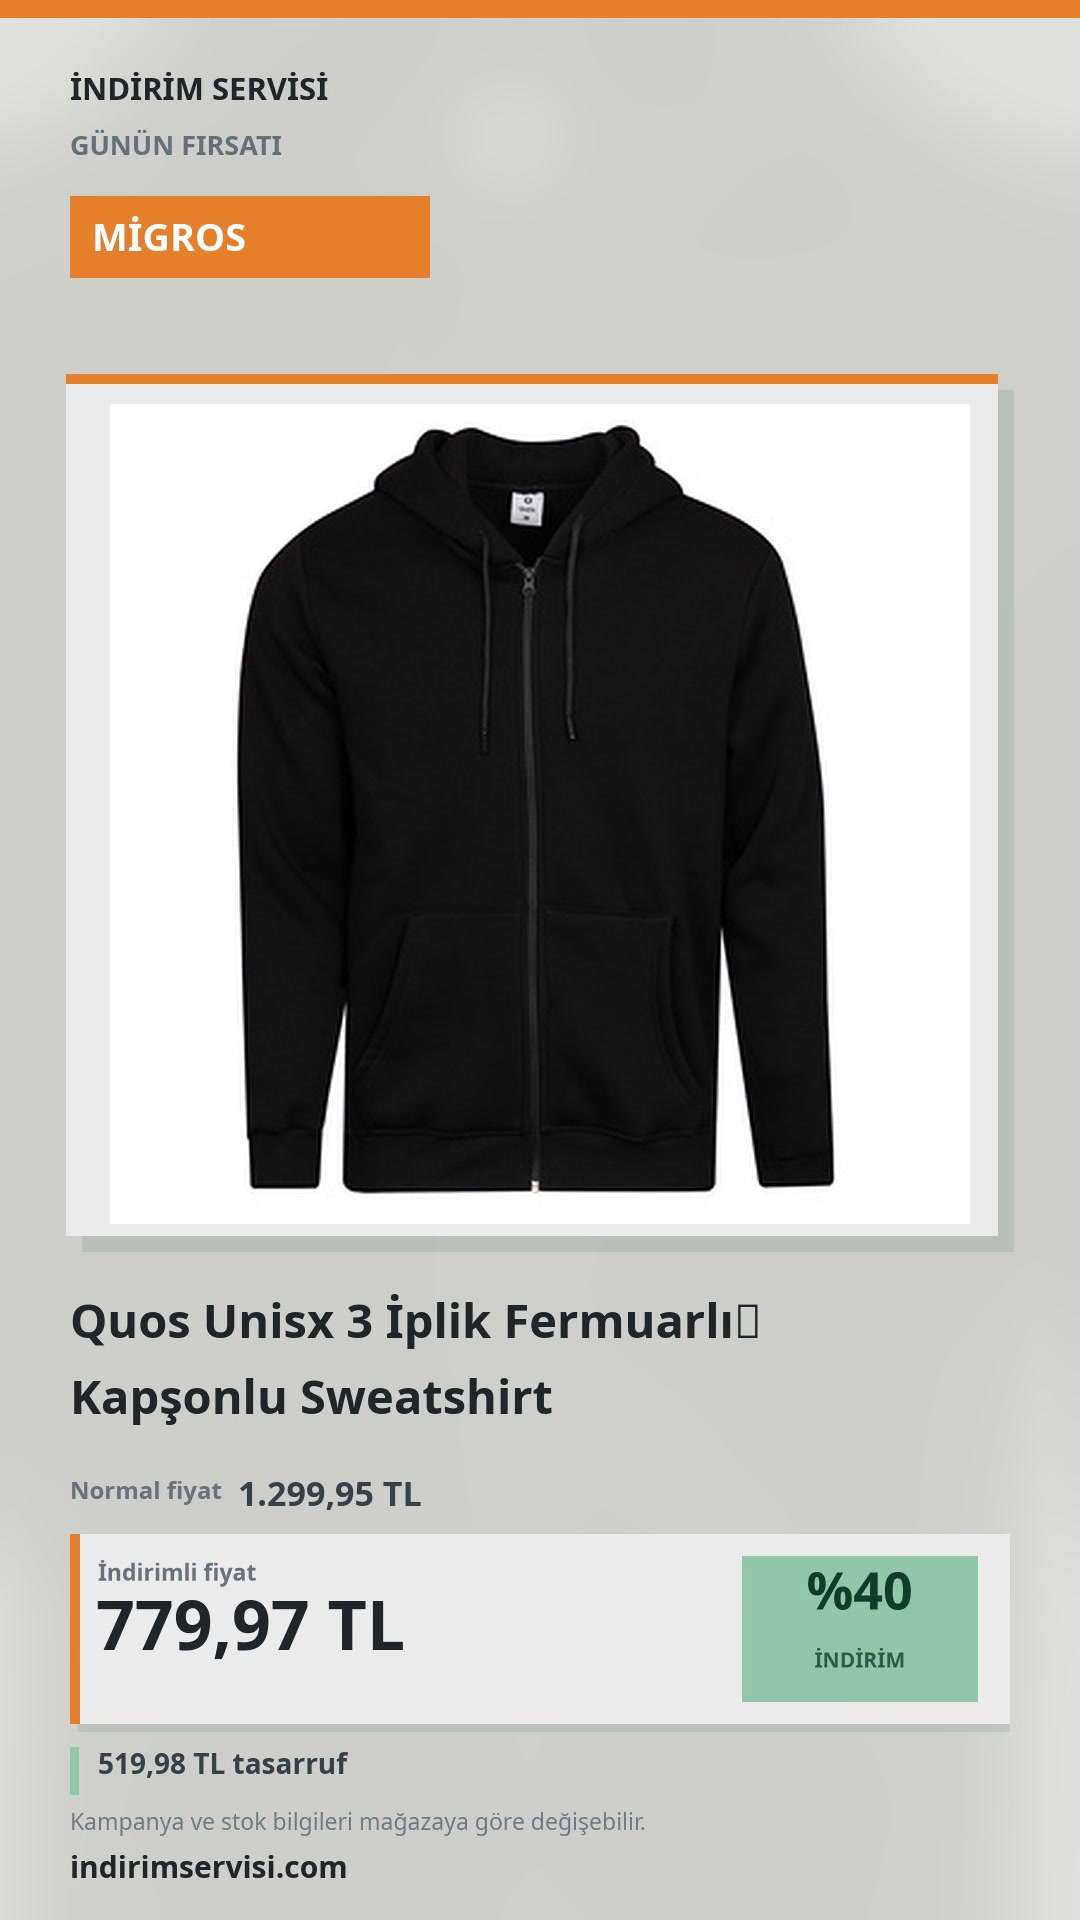 İNDİRİM SERVİSİ
GÜNÜN FIRSATI
MİGROS
Quos Unisx 3 İplik Fermuarlı
Kapşonlu Sweatshirt
Normal fiyat 1.299,95 TL
İndirimli fiyat
779,97 TL
%40
İNDİRİM
519,98 TL tasarruf
Kampanya ve stok bilgileri mağazaya göre değişebilir.
indirimservisi.com